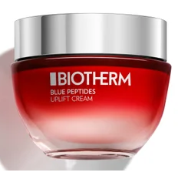 BIOTHERM
BLUE PEPTIDES
UPLIFT CREAM